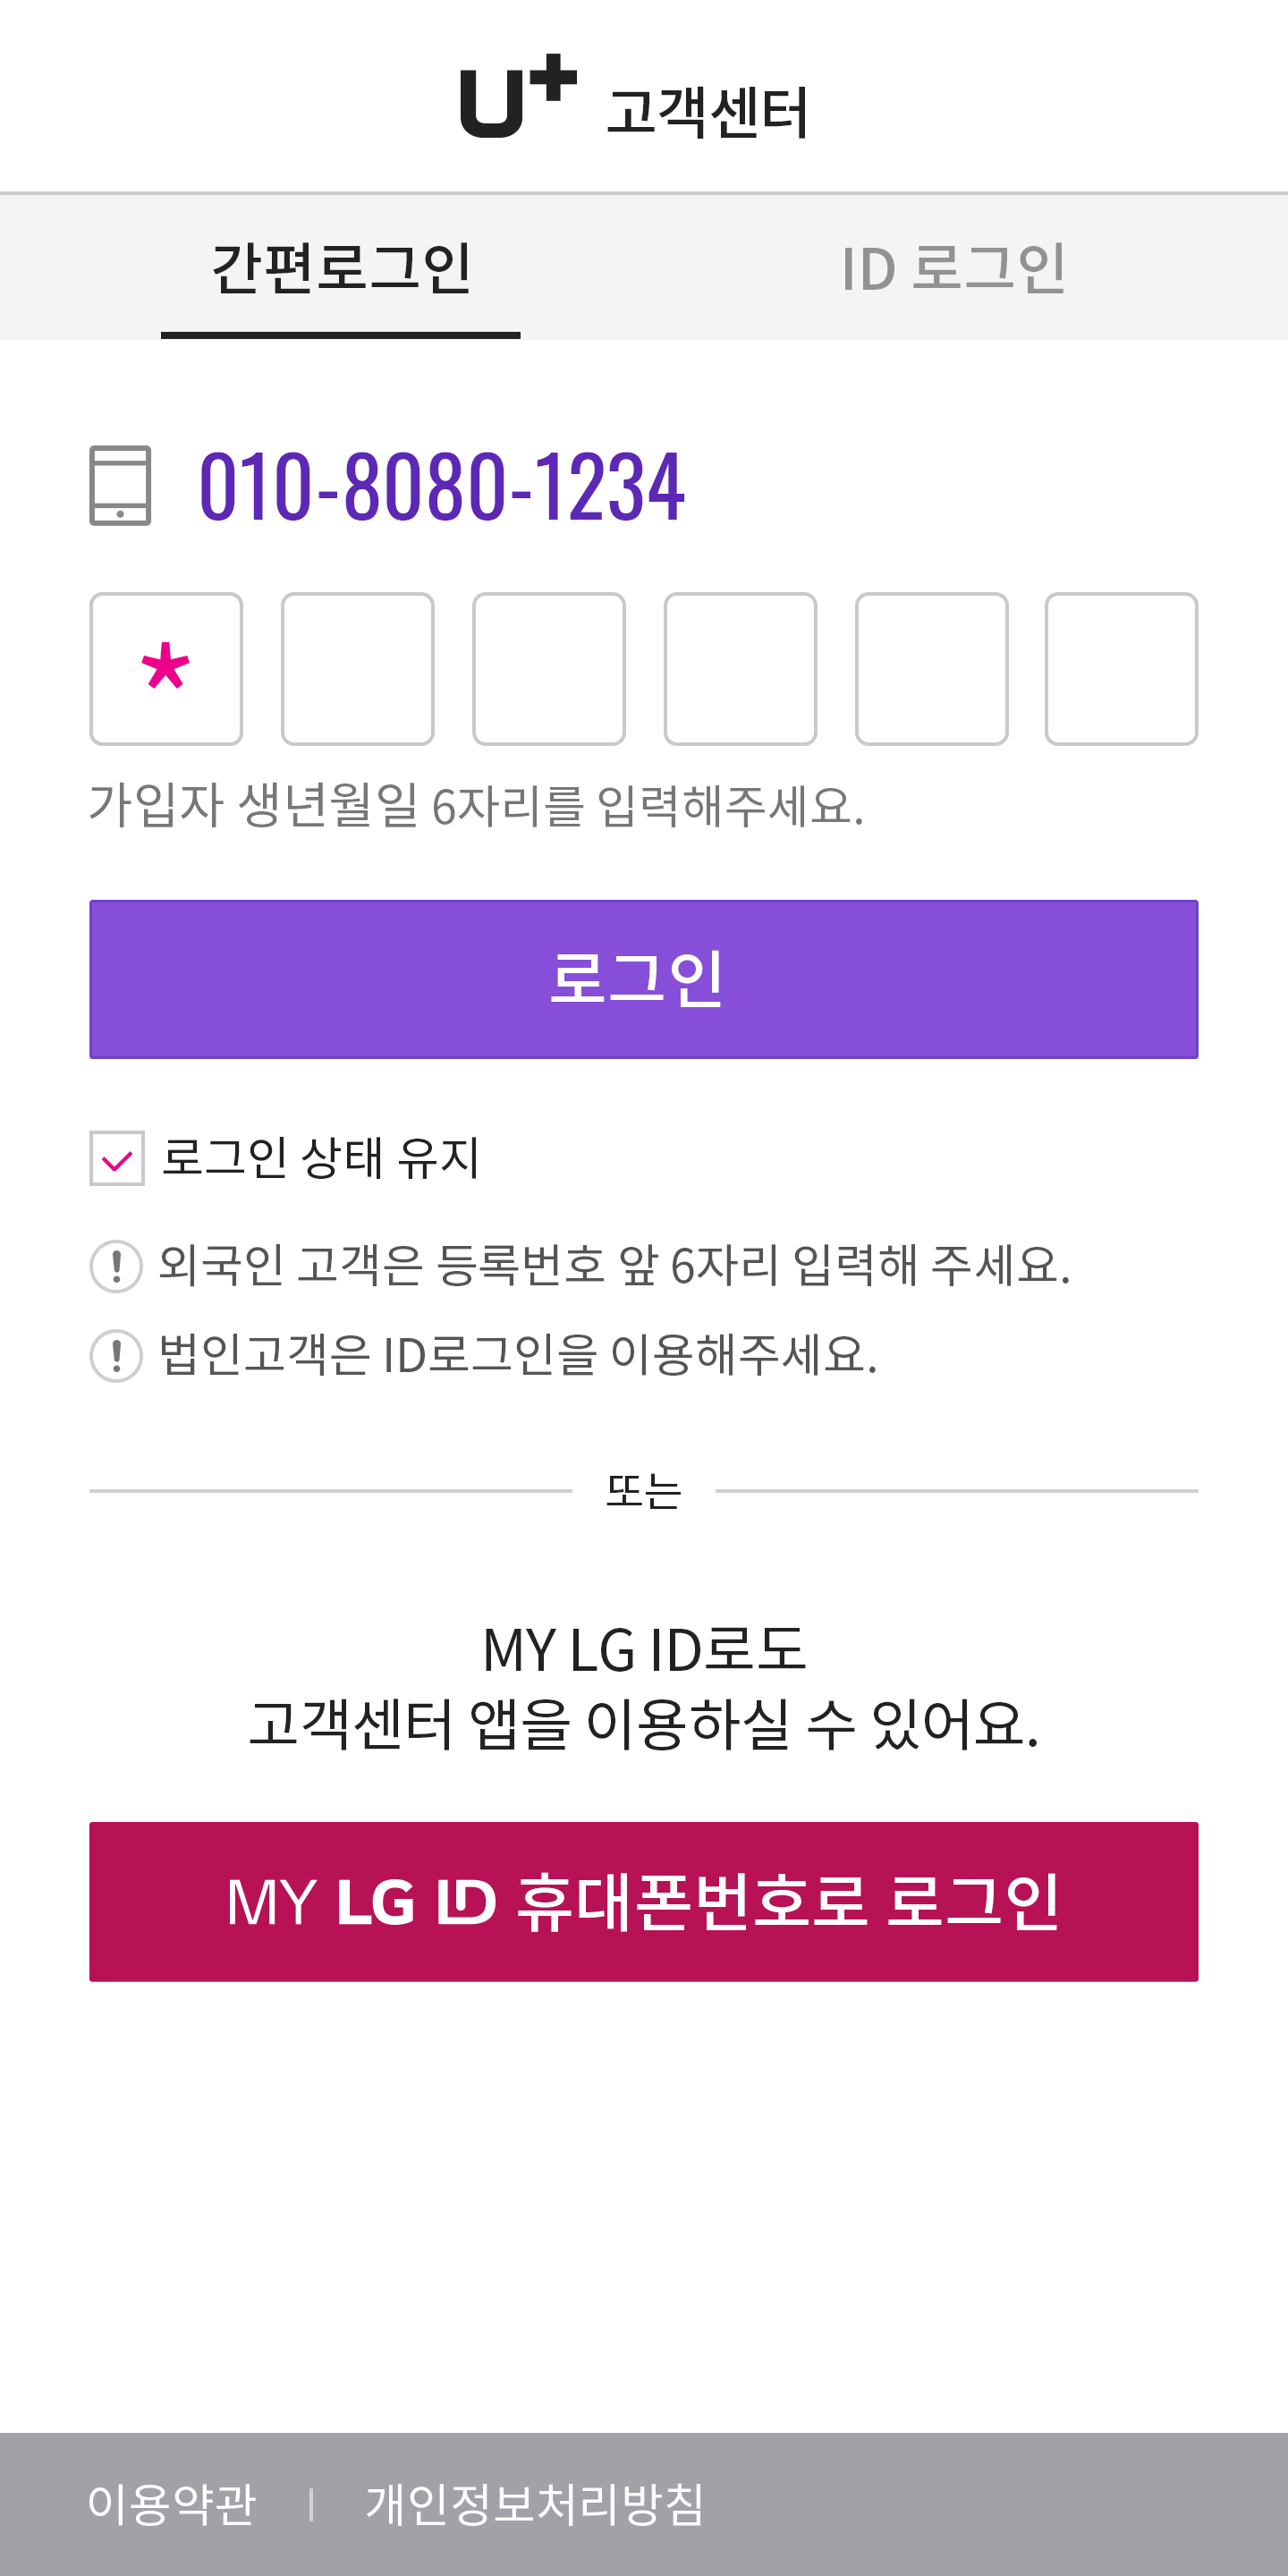 U+ 고객센터
간편로그인 ID 로그인
010-8080-1234
*
가입자 생년월일 6자리를 입력해주세요.
로그인
로그인 상태 유지
! 외국인 고객은 등록번호 앞 6자리 입력해 주세요.
! 법인고객은 ID로그인을 이용해주세요.
또는
MY LG ID로도
고객센터 앱을 이용하실 수 있어요.
MY LG ID 휴대폰번호로 로그인
이용약관 | 개인정보처리방침